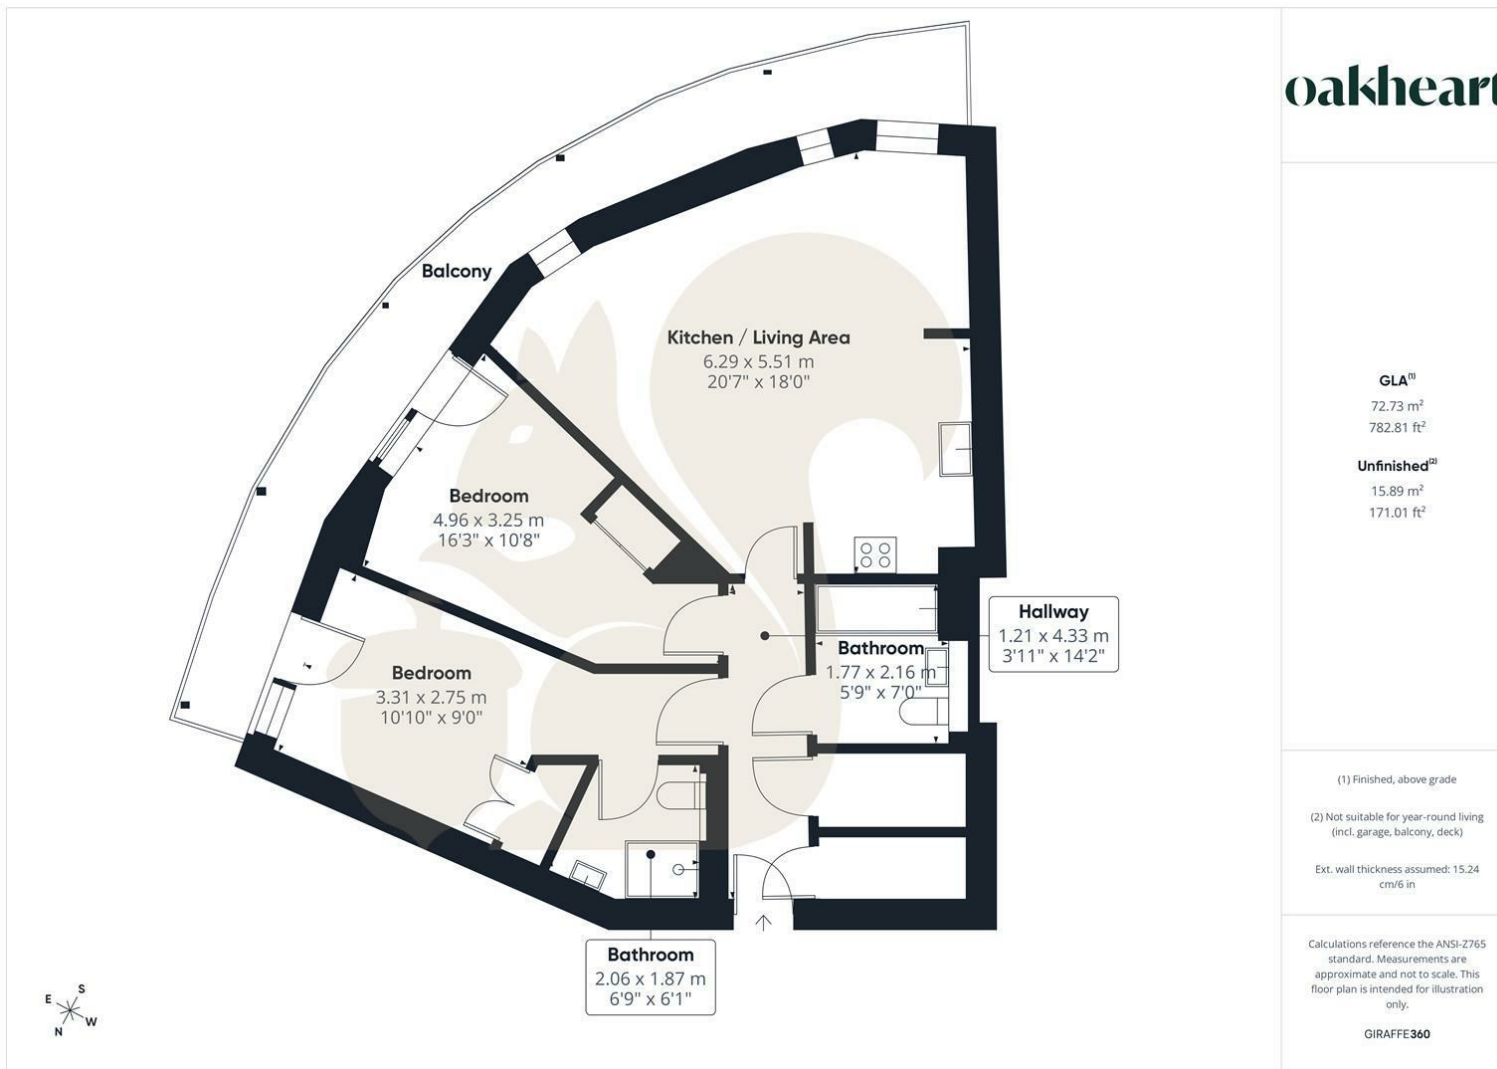 oakheart
Balcony
Kitchen / Living Area
6.29 x 5.51 m
20'7" x 18'0"
Bedroom
4.96 x 3.25 m
16'3" x 10'8"
Bedroom
3.31 x 2.75 m
10'10" x 9'0"
Hallway
1.21 x 4.33 m
3'11" x 14'2"
Bathroom
1.77 x 2.16 m
5'9" x 7'0"
Bathroom
2.06 x 1.87 m
6'9" x 6'1"
S
E
W
N
GLA(1)
72.73 m²
782.81 ft²
Unfinished(2)
15.89 m²
171.01 ft²
(1) Finished, above grade
(2) Not suitable for year-round living
(incl. garage, balcony, deck)
Ext. wall thickness assumed: 15.24
cm/6 in
Calculations reference the ANSI-Z765
standard. Measurements are
approximate and not to scale. This
floor plan is intended for illustration
only.
GIRAFFE360